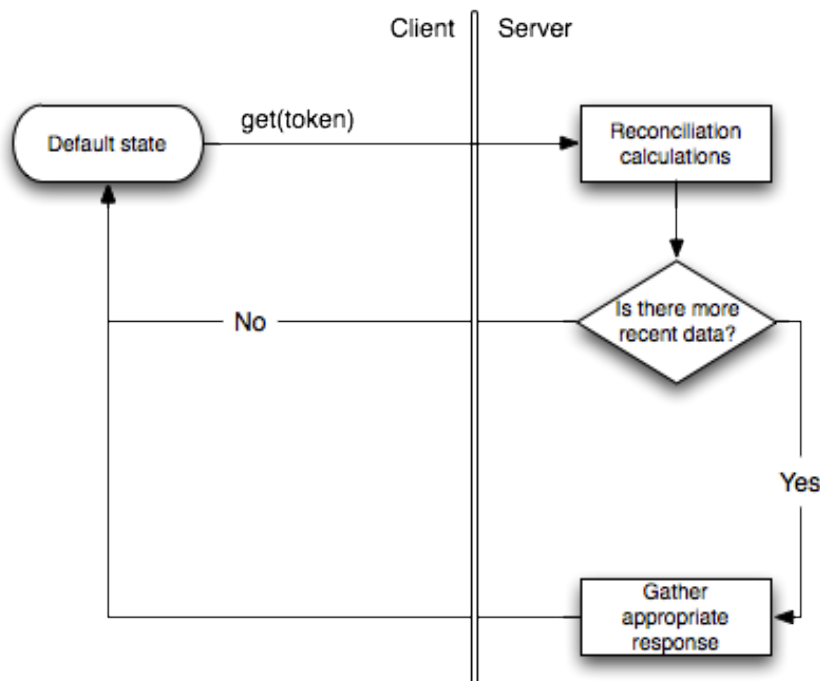 Client
Server
Default state
get(token)
Reconciliation
calculations
Is there more
recent data?
No
Yes
Gather
appropriate
response